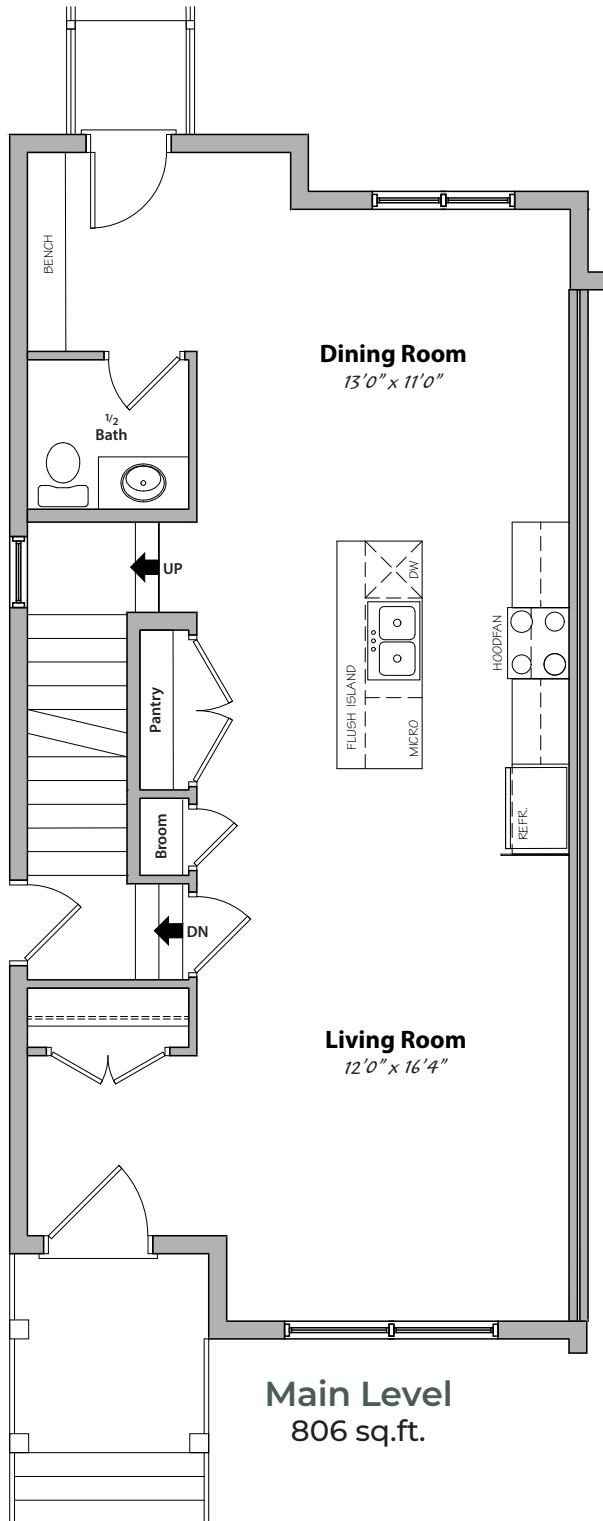 BENCH
Dining Room
13'0" x 11'0"
1/2
Bath
UP
DW
HOODFAN
FLUSH ISLAND
Pantry
MICRO
REFR.
Broom
DN
Living Room
12'0" x 16'4"
Main Level
806 sq.ft.